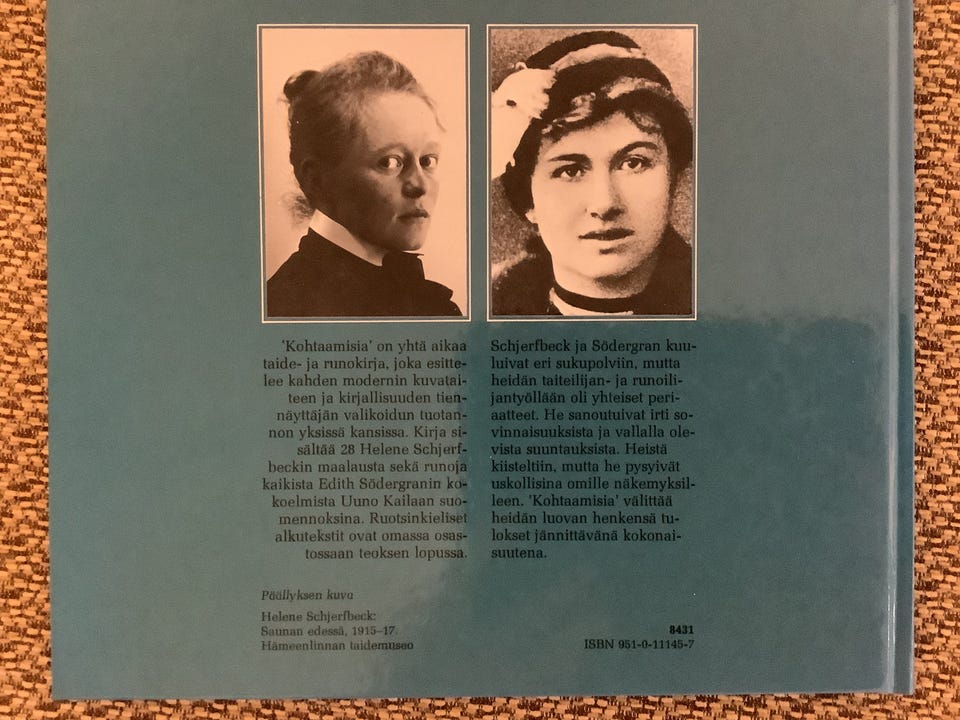 'Kohtaamisia' on yhtä aikaa
taide- ja runokirja, joka esitte-
lee kahden modernin kuvatai-
teen ja kirjallisuuden tien-
näyttäjän valikoidun tuotan-
non yksissä kansissa. Kirja si-
sältää 28 Helene Schjerf-
beckin maalausta sekä runoja
kaikista Edith Södergranin ko-
koelmista Uuno Kailaan suo-
mennoksina. Ruotsinkieliset
alkutekstit ovat omassa osas-
tossaan teoksen lopussa.
Schjerfbeck ja Södergran kuu-
luivat eri sukupolviin, mutta
heidän taiteilijan- ja runoili-
jantyöllään oli yhteiset peri-
aatteet. He sanoutuivat irti so-
vinnaisuuksista ja vallalla ole-
vista suuntauksista. Heistä
kiisteltiin, mutta he pysyivät
uskollisina omille näkemyksil-
leen. 'Kohtaamisia' välittää
heidän luovan henkensä tu-
lokset jännittävänä kokonai-
suutena.
Päällyksen kuva
Helene Schjerfbeck:
Saunan edessä, 1915–17.
Hämeenlinnan taidemuseo
8431
ISBN 951-0-11145-7